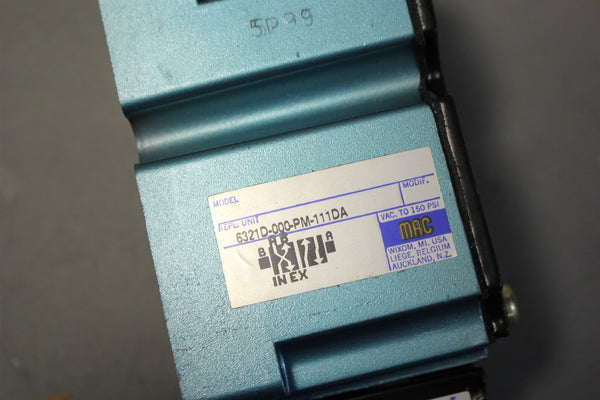 SP99
MODEL
MODIF.
REPL. UNIT
6321D-000-PM-111DA
VAC. TO 150 PSI
MAC
WIXOM, MI. USA
LIEGE, BELGIUM
AUCKLAND, N.Z.
B A
IN EX